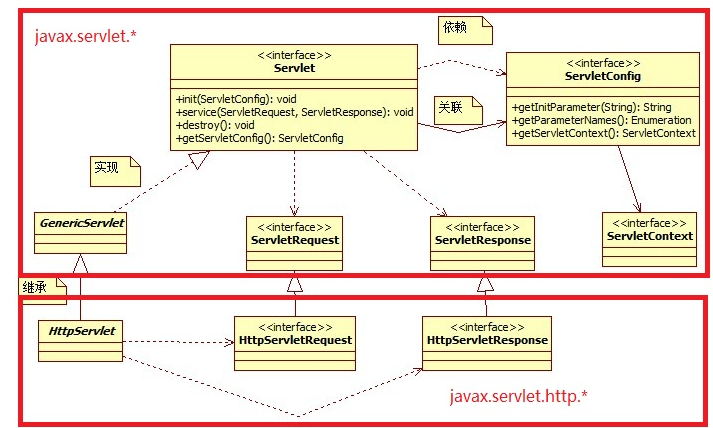 javax.servlet.*
<<interface>>
Servlet
+init(ServletConfig): void
+service(ServletRequest, ServletResponse): void
+destroy(): void
+getServletConfig(): ServletConfig
依赖
<<interface>>
ServletConfig
+getInitParameter(String): String
+getParameterNames(): Enumeration
+getServletContext(): ServletContext
关联
实现
GenericServlet
<<interface>>
ServletRequest
<<interface>>
ServletResponse
<<interface>>
ServletContext
继承
HttpServlet
<<interface>>
HttpServletRequest
<<interface>>
HttpServletResponse
javax.servlet.http.*